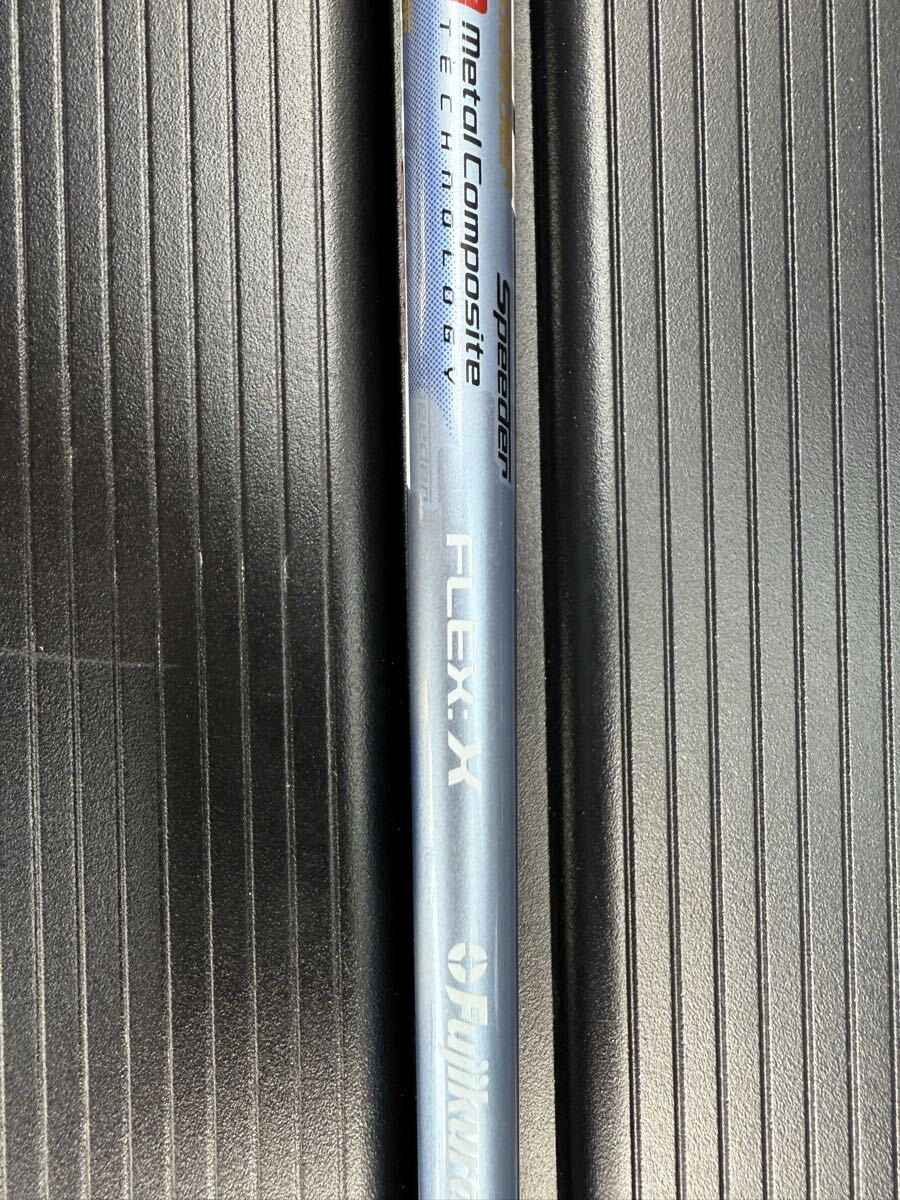 metal Composite
TECHNOLOGY
Speeder
FLEX:X
Fujikura